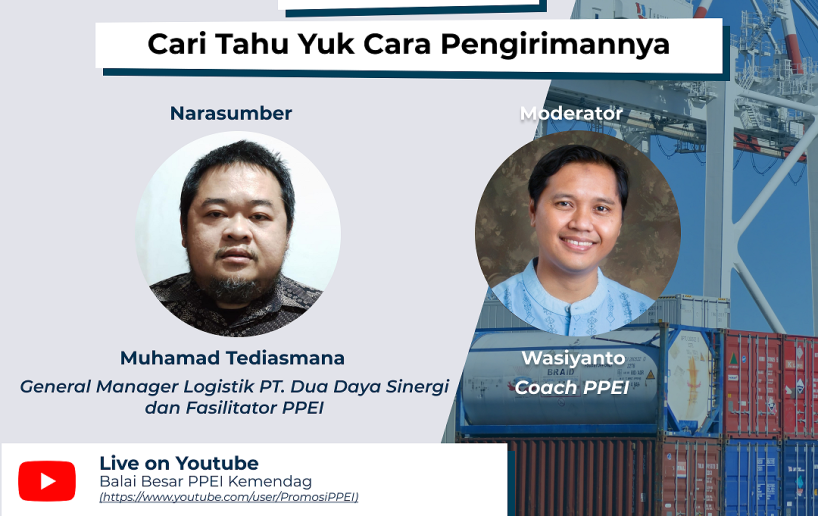 Cari Tahu Yuk Cara Pengirimannya
Narasumber
Moderator
Muhamad Tediasmana
General Manager Logistik PT. Dua Daya Sinergi
dan Fasilitator PPEI
Wasiyanto
Coach PPEI
BRAID
Live on Youtube
Balai Besar PPEI Kemendag
(https://www.youtube.com/user/PromosiPPEI)